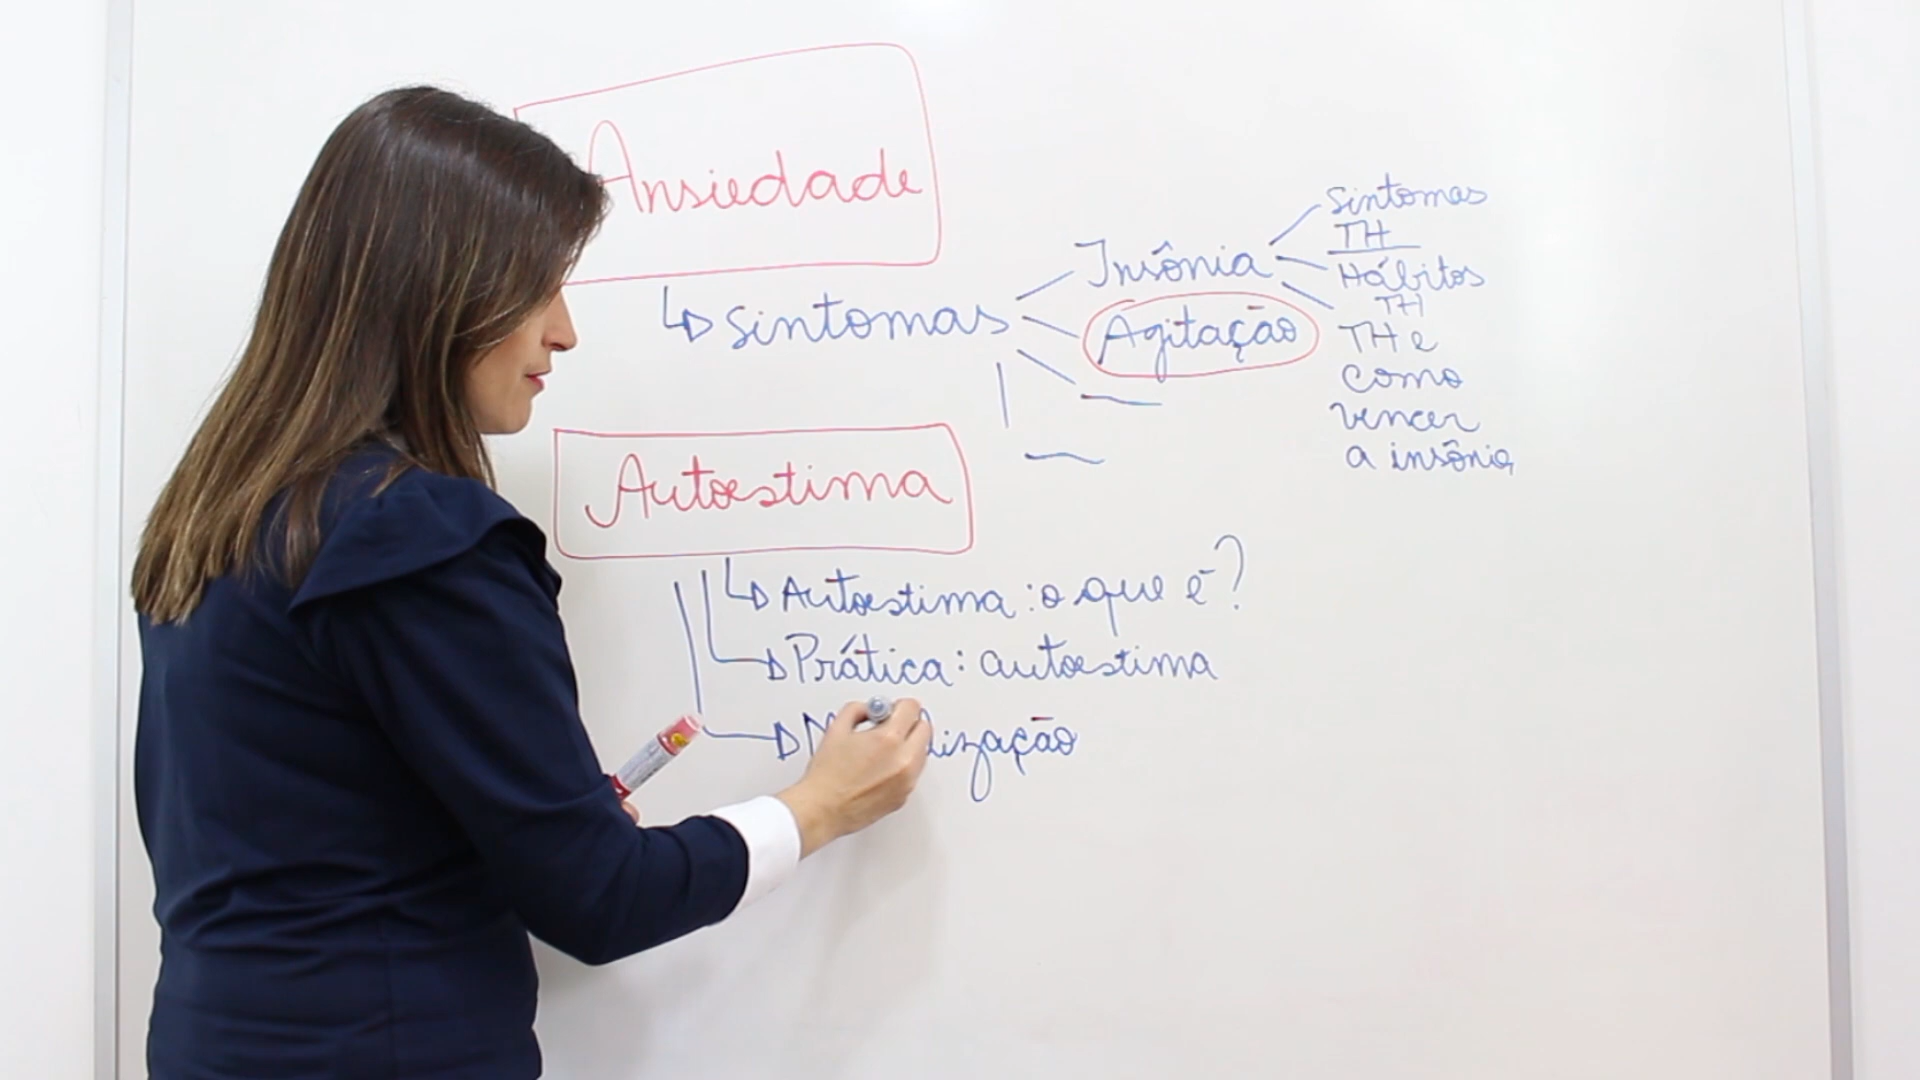 Ansiedade
sintomas
Insônia
Agitação
sintomas
TH
Hábitos
TH
TH e
como
vencer
a insônia
Autoestima
Autoestima: o que é?
Prática: autoestima